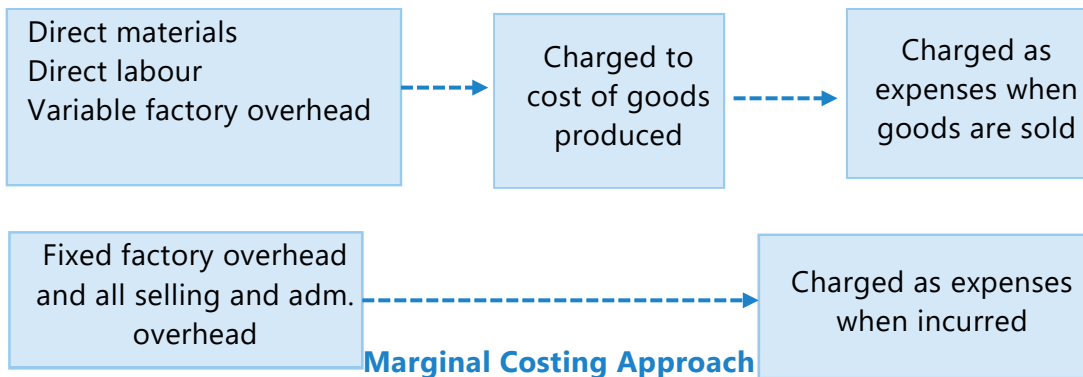 Direct materials
Direct labour
Variable factory overhead
Charged to
cost of goods
produced
Charged as
expenses when
goods are sold
Fixed factory overhead
and all selling and adm.
overhead
Charged as expenses
when incurred
Marginal Costing Approach